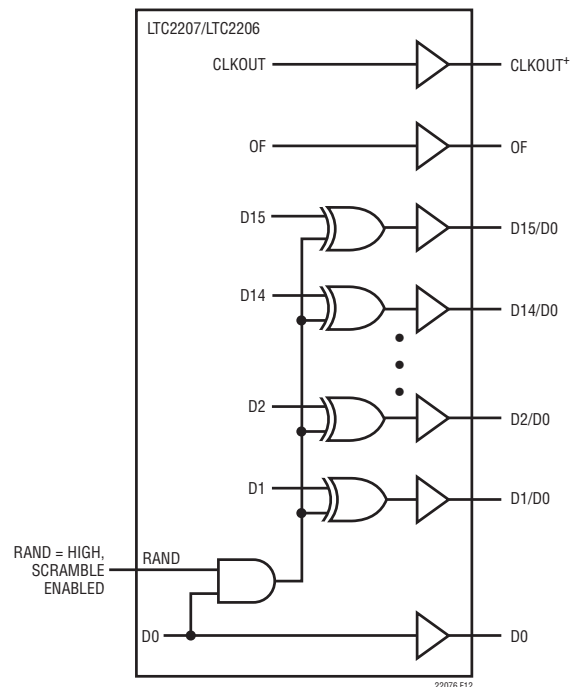 LTC2207/LTC2206
CLKOUT
CLKOUT+
OF
OF
D15
D15/D0
D14
D14/D0
D2
D2/D0
D1
D1/D0
RAND = HIGH,
SCRAMBLE
ENABLED
RAND
D0
D0
22076 F12